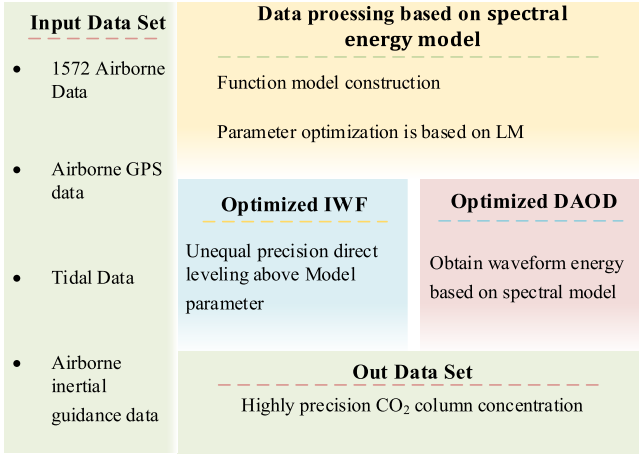 Input Data Set
• 1572 Airborne
Data
• Airborne GPS
data
• Tidal Data
• Airborne
inertial
guidance data
Data proessing based on spectral
energy model
Function model construction
Parameter optimization is based on LM
Optimized IWF
Unequal precision direct
leveling above Model
parameter
Optimized DAOD
Obtain waveform energy
based on spectral model
Out Data Set
Highly precision CO₂ column concentration